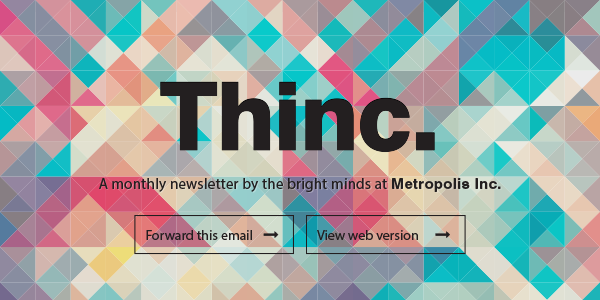 Thinc.
A monthly newsletter by the bright minds at Metropolis Inc.
Forward this email → View web version →